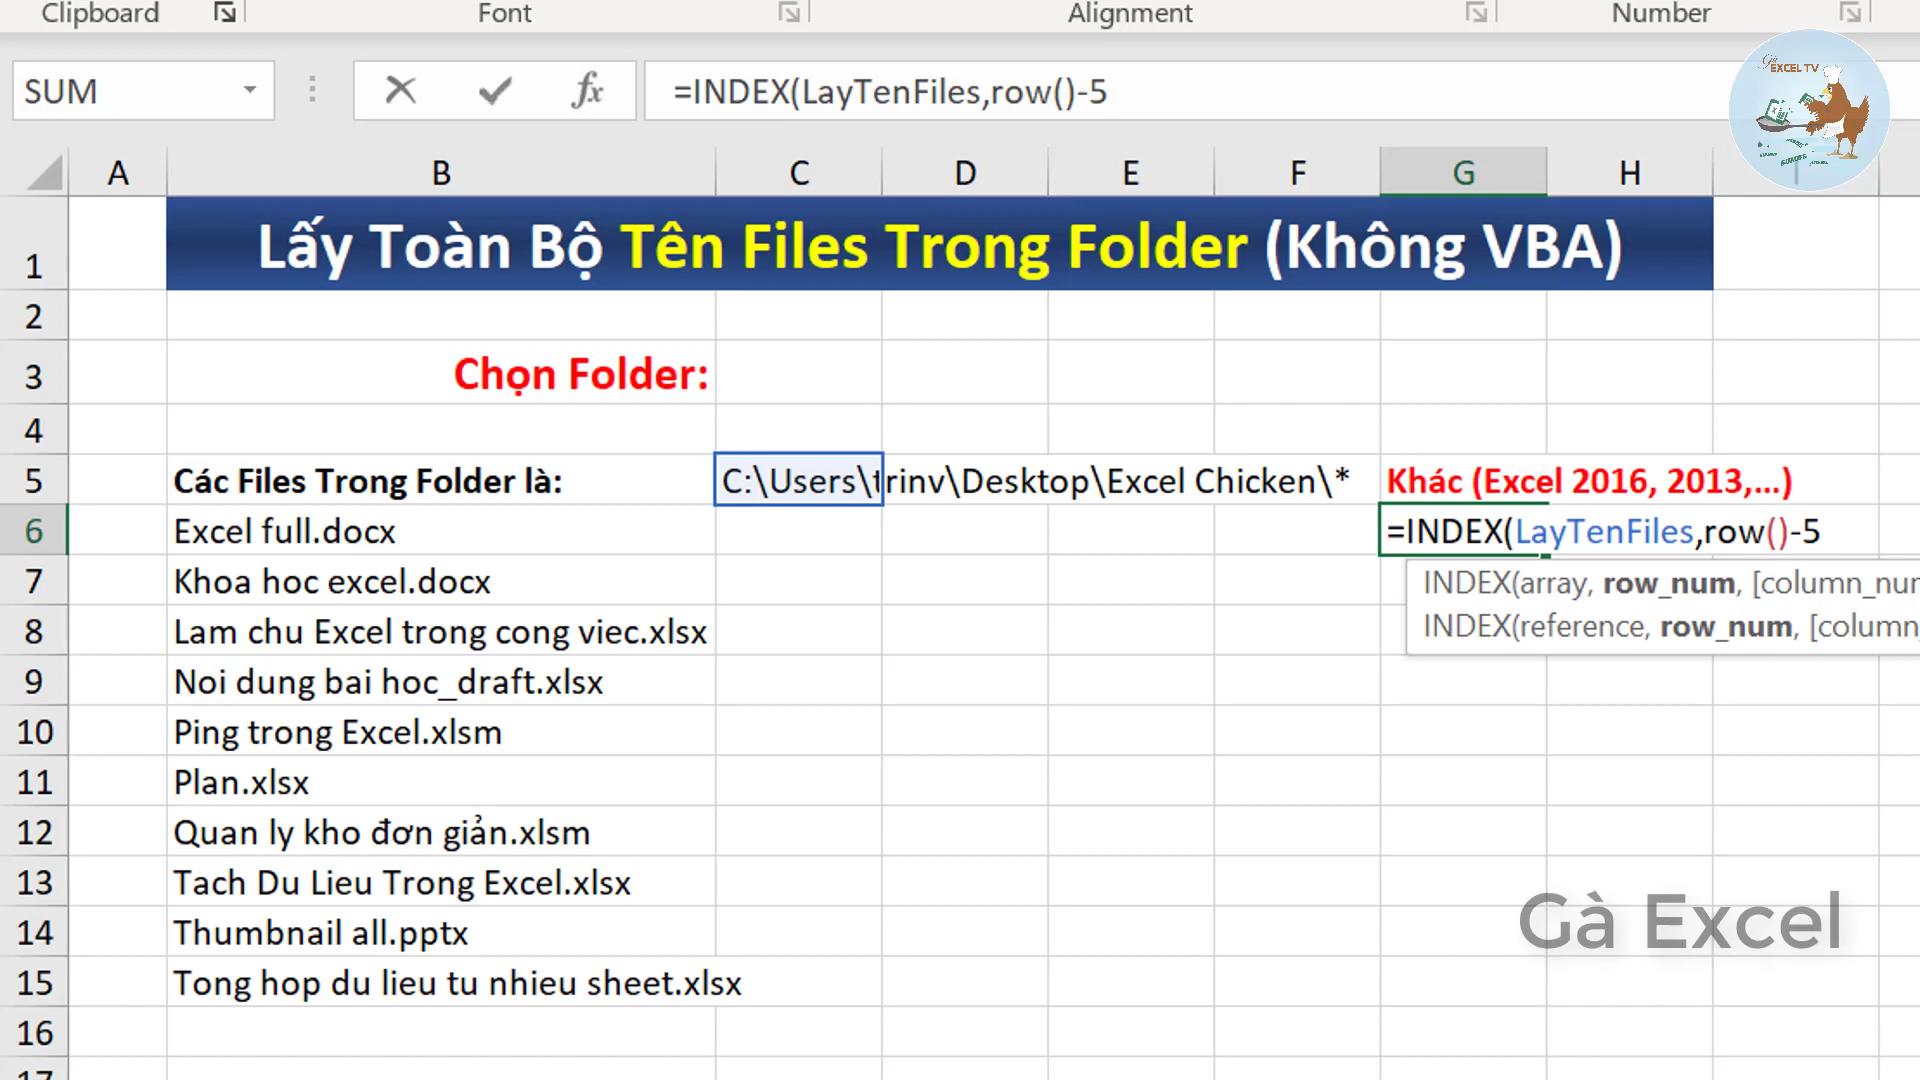 Clipboard Font Alignment Number
SUM =INDEX(LayTenFiles,row()-5
EXCEL TV
A B C D E F G H
1 Lấy Toàn Bộ Tên Files Trong Folder (Không VBA)
2
3 Chọn Folder:
4
5 Các Files Trong Folder là: C:\Users\trinv\Desktop\Excel Chicken\* Khác (Excel 2016, 2013,...)
6 Excel full.docx =INDEX(LayTenFiles,row()-5
INDEX(array, row_num, [column_num
7 Khoa hoc excel.docx
INDEX(reference, row_num, [column_
8 Lam chu Excel trong cong viec.xlsx
9 Noi dung bai hoc_draft.xlsx
10 Ping trong Excel.xlsm
11 Plan.xlsx
12 Quan ly kho đơn giản.xlsm
13 Tach Du Lieu Trong Excel.xlsx
14 Thumbnail all.pptx
Gà Excel
15 Tong hop du lieu tu nhieu sheet.xlsx
16
17